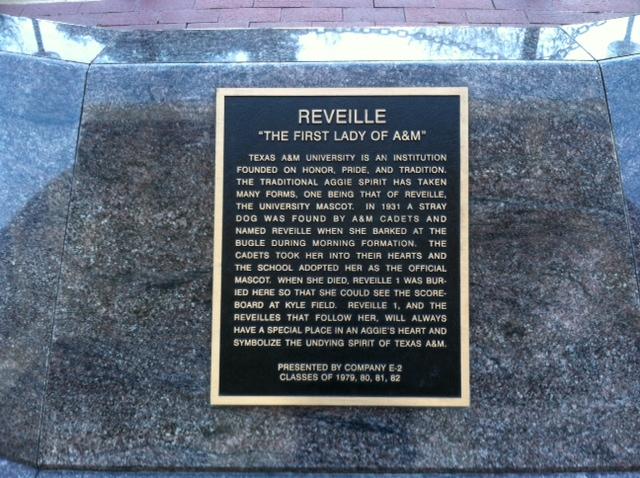 REVEILLE
"THE FIRST LADY OF A&M"
TEXAS A&M UNIVERSITY IS AN INSTITUTION
FOUNDED ON HONOR, PRIDE, AND TRADITION.
THE TRADITIONAL AGGIE SPIRIT HAS TAKEN
MANY FORMS, ONE BEING THAT OF REVEILLE,
THE UNIVERSITY MASCOT. IN 1931 A STRAY
DOG WAS FOUND BY A&M CADETS AND
NAMED REVEILLE WHEN SHE BARKED AT THE
BUGLE DURING MORNING FORMATION. THE
CADETS TOOK HER INTO THEIR HEARTS AND
THE SCHOOL ADOPTED HER AS THE OFFICIAL
MASCOT. WHEN SHE DIED, REVEILLE 1 WAS BUR-
IED HERE SO THAT SHE COULD SEE THE SCORE-
BOARD AT KYLE FIELD. REVEILLE 1, AND THE
REVEILLES THAT FOLLOW HER, WILL ALWAYS
HAVE A SPECIAL PLACE IN AN AGGIE'S HEART AND
SYMBOLIZE THE UNDYING SPIRIT OF TEXAS A&M.
PRESENTED BY COMPANY E-2
CLASSES OF 1979, 80, 81, 82